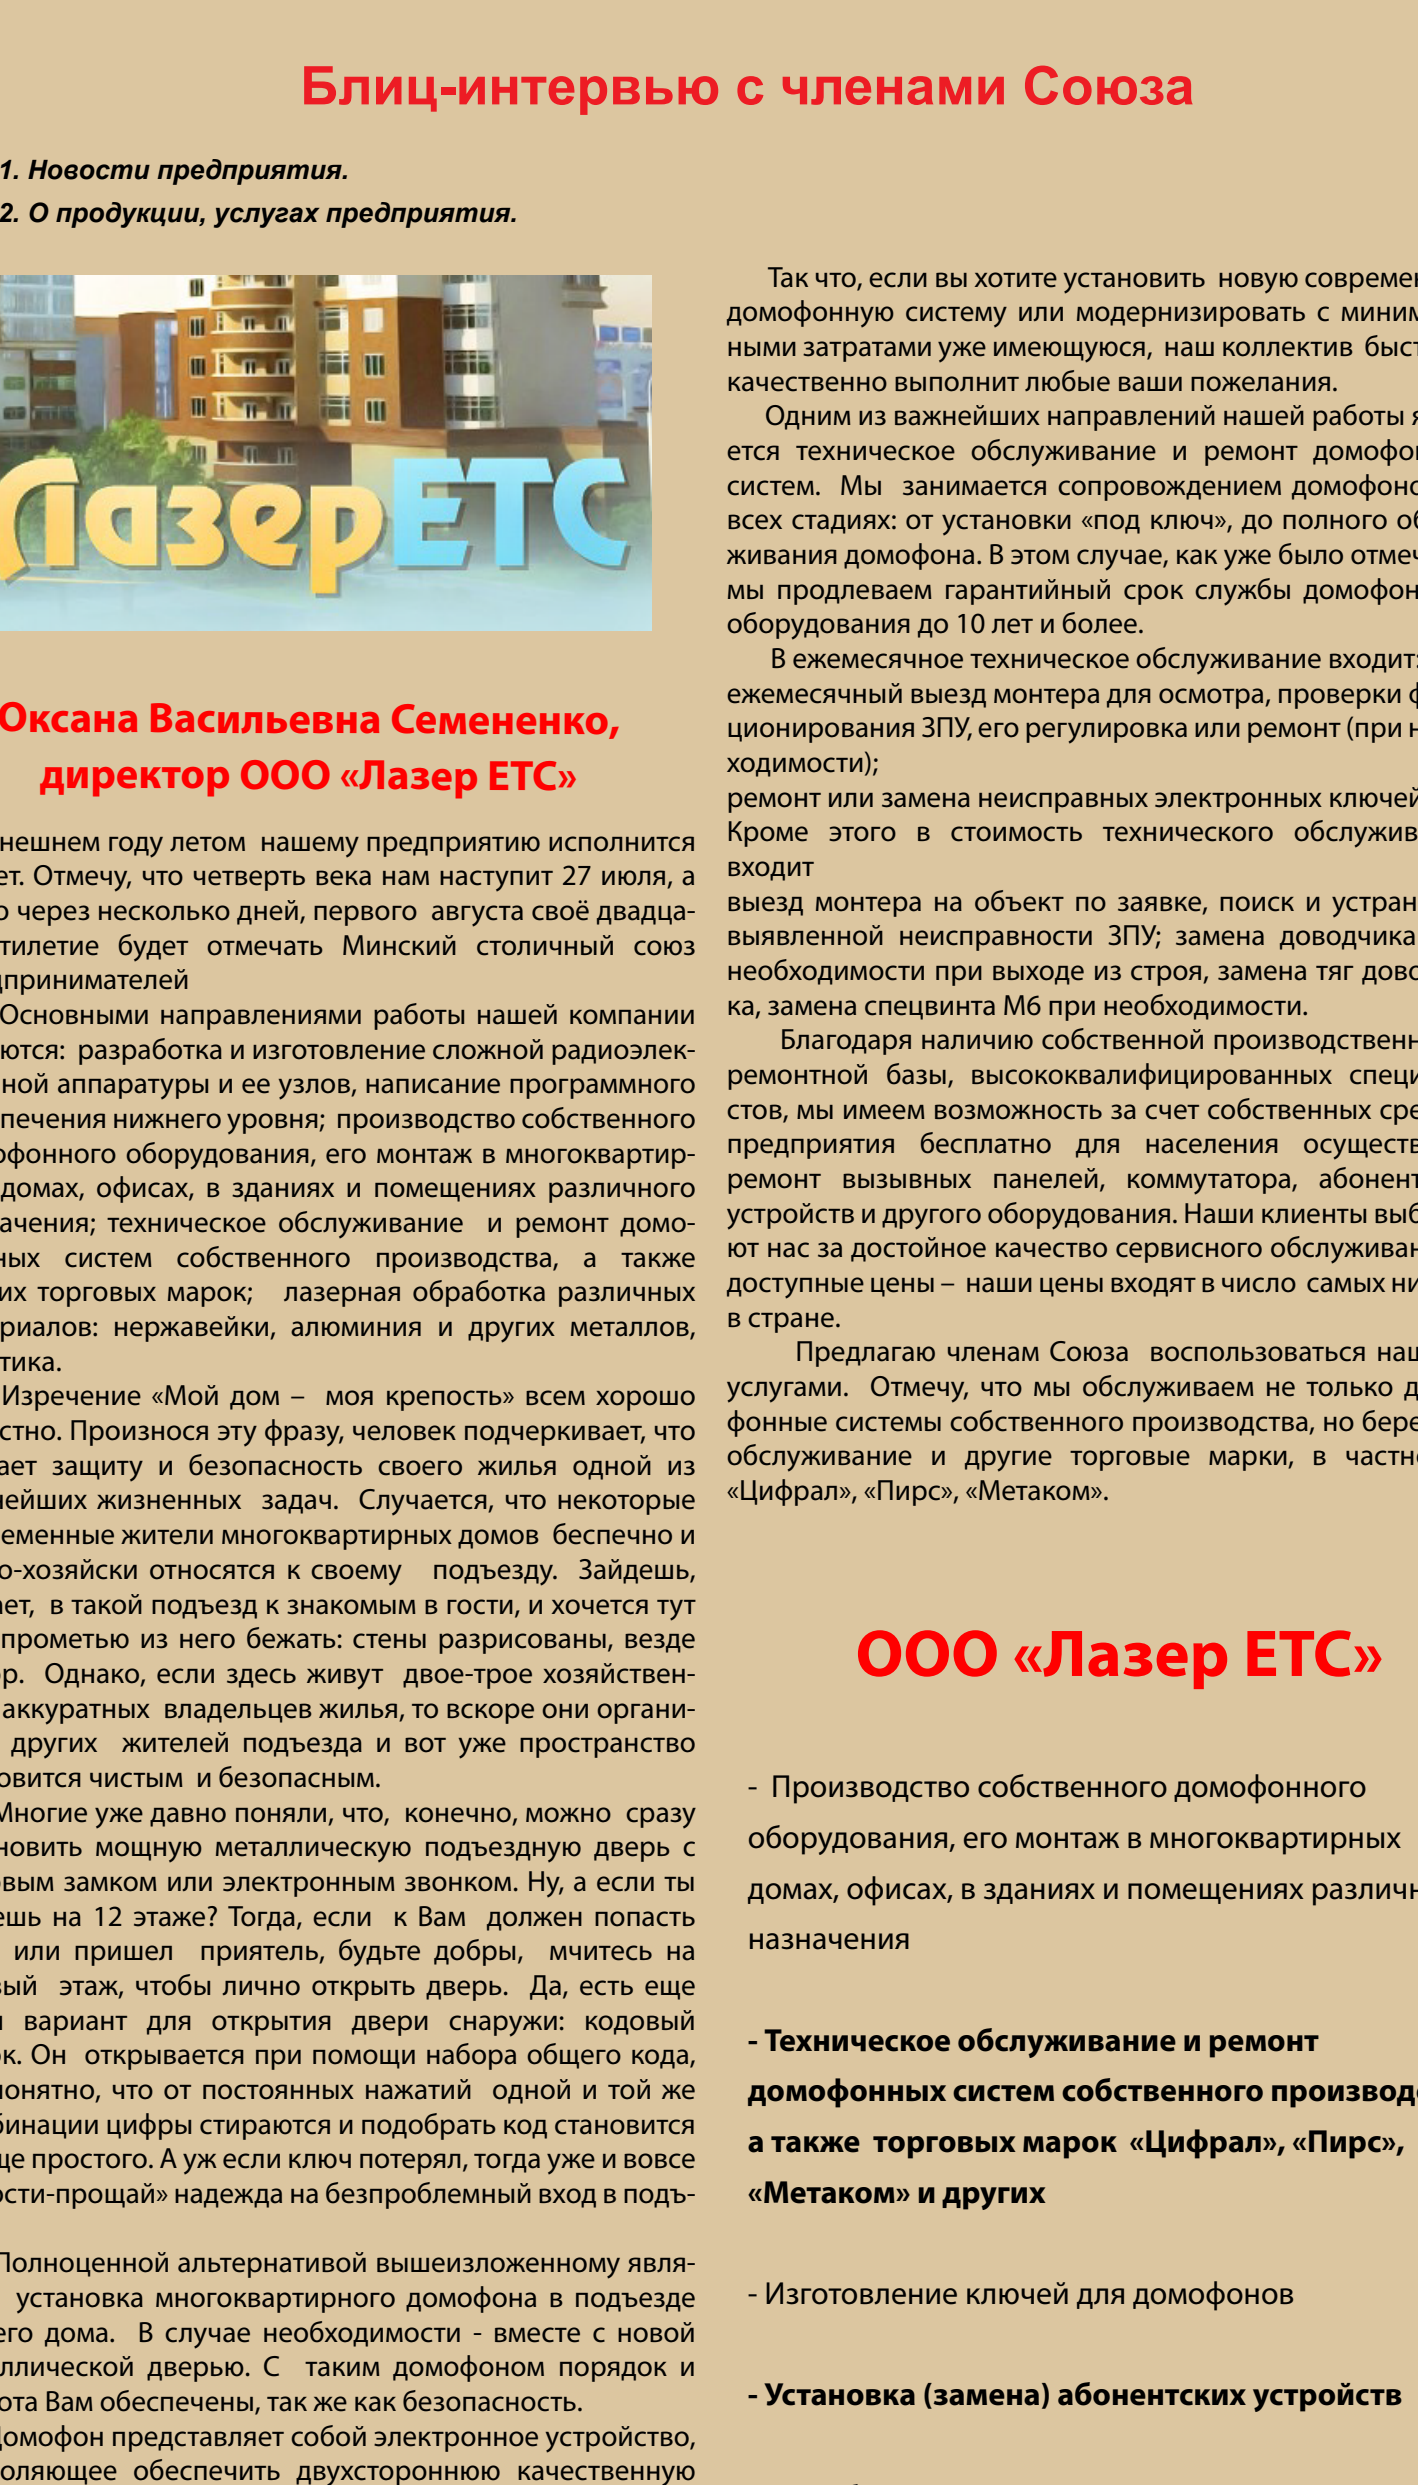 Блиц-интервью с членами Союза
1. Новости предприятия.
2. О продукции, услугах предприятия.
Лазер ЕТС
Оксана Васильевна Семененко,
директор ООО «Лазер ЕТС»
нешнем году летом нашему предприятию исполнится
ет. Отмечу, что четверть века нам наступит 27 июля, а
о через несколько дней, первого августа своё двадца-
тилетие будет отмечать Минский столичный союз
дпринимателей
Основными направлениями работы нашей компании
ются: разработка и изготовление сложной радиоэлек-
ной аппаратуры и ее узлов, написание программного
печения нижнего уровня; производство собственного
офонного оборудования, его монтаж в многоквартир-
домах, офисах, в зданиях и помещениях различного
ачения; техническое обслуживание и ремонт домо-
ных систем собственного производства, а также
их торговых марок; лазерная обработка различных
риалов: нержавейки, алюминия и других металлов,
тика.
Изречение «Мой дом – моя крепость» всем хорошо
стно. Произнося эту фразу, человек подчеркивает, что
ает защиту и безопасность своего жилья одной из
нейших жизненных задач. Случается, что некоторые
еменные жители многоквартирных домов беспечно и
о-хозяйски относятся к своему подъезду. Зайдешь,
ает, в такой подъезд к знакомым в гости, и хочется тут
прометью из него бежать: стены разрисованы, везде
ор. Однако, если здесь живут двое-трое хозяйствен-
аккуратных владельцев жилья, то вскоре они органи-
других жителей подъезда и вот уже пространство
овится чистым и безопасным.
Многие уже давно поняли, что, конечно, можно сразу
новить мощную металлическую подъездную дверь с
овым замком или электронным звонком. Ну, а если ты
ешь на 12 этаже? Тогда, если к Вам должен попасть
или пришел приятель, будьте добры, мчитесь на
вый этаж, чтобы лично открыть дверь. Да, есть еще
н вариант для открытия двери снаружи: кодовый
ок. Он открывается при помощи набора общего кода,
понятно, что от постоянных нажатий одной и той же
бинации цифры стираются и подобрать код становится
ще простого. А уж если ключ потерял, тогда уже и вовсе
ости-прощай» надежда на безпроблемный вход в подъ-
Полноценной альтернативой вышеизложенному явля-
установка многоквартирного домофона в подъезде
его дома. В случае необходимости - вместе с новой
ллической дверью. С таким домофоном порядок и
ота Вам обеспечены, так же как безопасность.
Домофон представляет собой электронное устройство,
оляющее обеспечить двухстороннюю качественную
Так что, если вы хотите установить новую современ
домофонную систему или модернизировать с миним
ными затратами уже имеющуюся, наш коллектив быст
качественно выполнит любые ваши пожелания.
Одним из важнейших направлений нашей работы я
ется техническое обслуживание и ремонт домофон
систем. Мы занимается сопровождением домофоно
всех стадиях: от установки «под ключ», до полного об
живания домофона. В этом случае, как уже было отмеч
мы продлеваем гарантийный срок службы домофон
оборудования до 10 лет и более.
В ежемесячное техническое обслуживание входит:
ежемесячный выезд монтера для осмотра, проверки ф
ционирования ЗПУ, его регулировка или ремонт (при н
ходимости);
ремонт или замена неисправных электронных ключей
Кроме этого в стоимость технического обслужив
входит
выезд монтера на объект по заявке, поиск и устран
выявленной неисправности ЗПУ; замена доводчика
необходимости при выходе из строя, замена тяг дово
ка, замена спецвинта М6 при необходимости.
Благодаря наличию собственной производственн
ремонтной базы, высококвалифицированных специ
стов, мы имеем возможность за счет собственных сре
предприятия бесплатно для населения осуществ
ремонт вызывных панелей, коммутатора, абонент
устройств и другого оборудования. Наши клиенты выб
ют нас за достойное качество сервисного обслуживан
доступные цены – наши цены входят в число самых ни
в стране.
Предлагаю членам Союза воспользоваться наш
услугами. Отмечу, что мы обслуживаем не только д
фонные системы собственного производства, но бере
обслуживание и другие торговые марки, в частно
«Цифрал», «Пирс», «Метаком».
ООО «Лазер ЕТС»
- Производство собственного домофонного
оборудования, его монтаж в многоквартирных
домах, офисах, в зданиях и помещениях различн
назначения
- Техническое обслуживание и ремонт
домофонных систем собственного производс
а также торговых марок «Цифрал», «Пирс»,
«Метаком» и других
- Изготовление ключей для домофонов
- Установка (замена) абонентских устройств